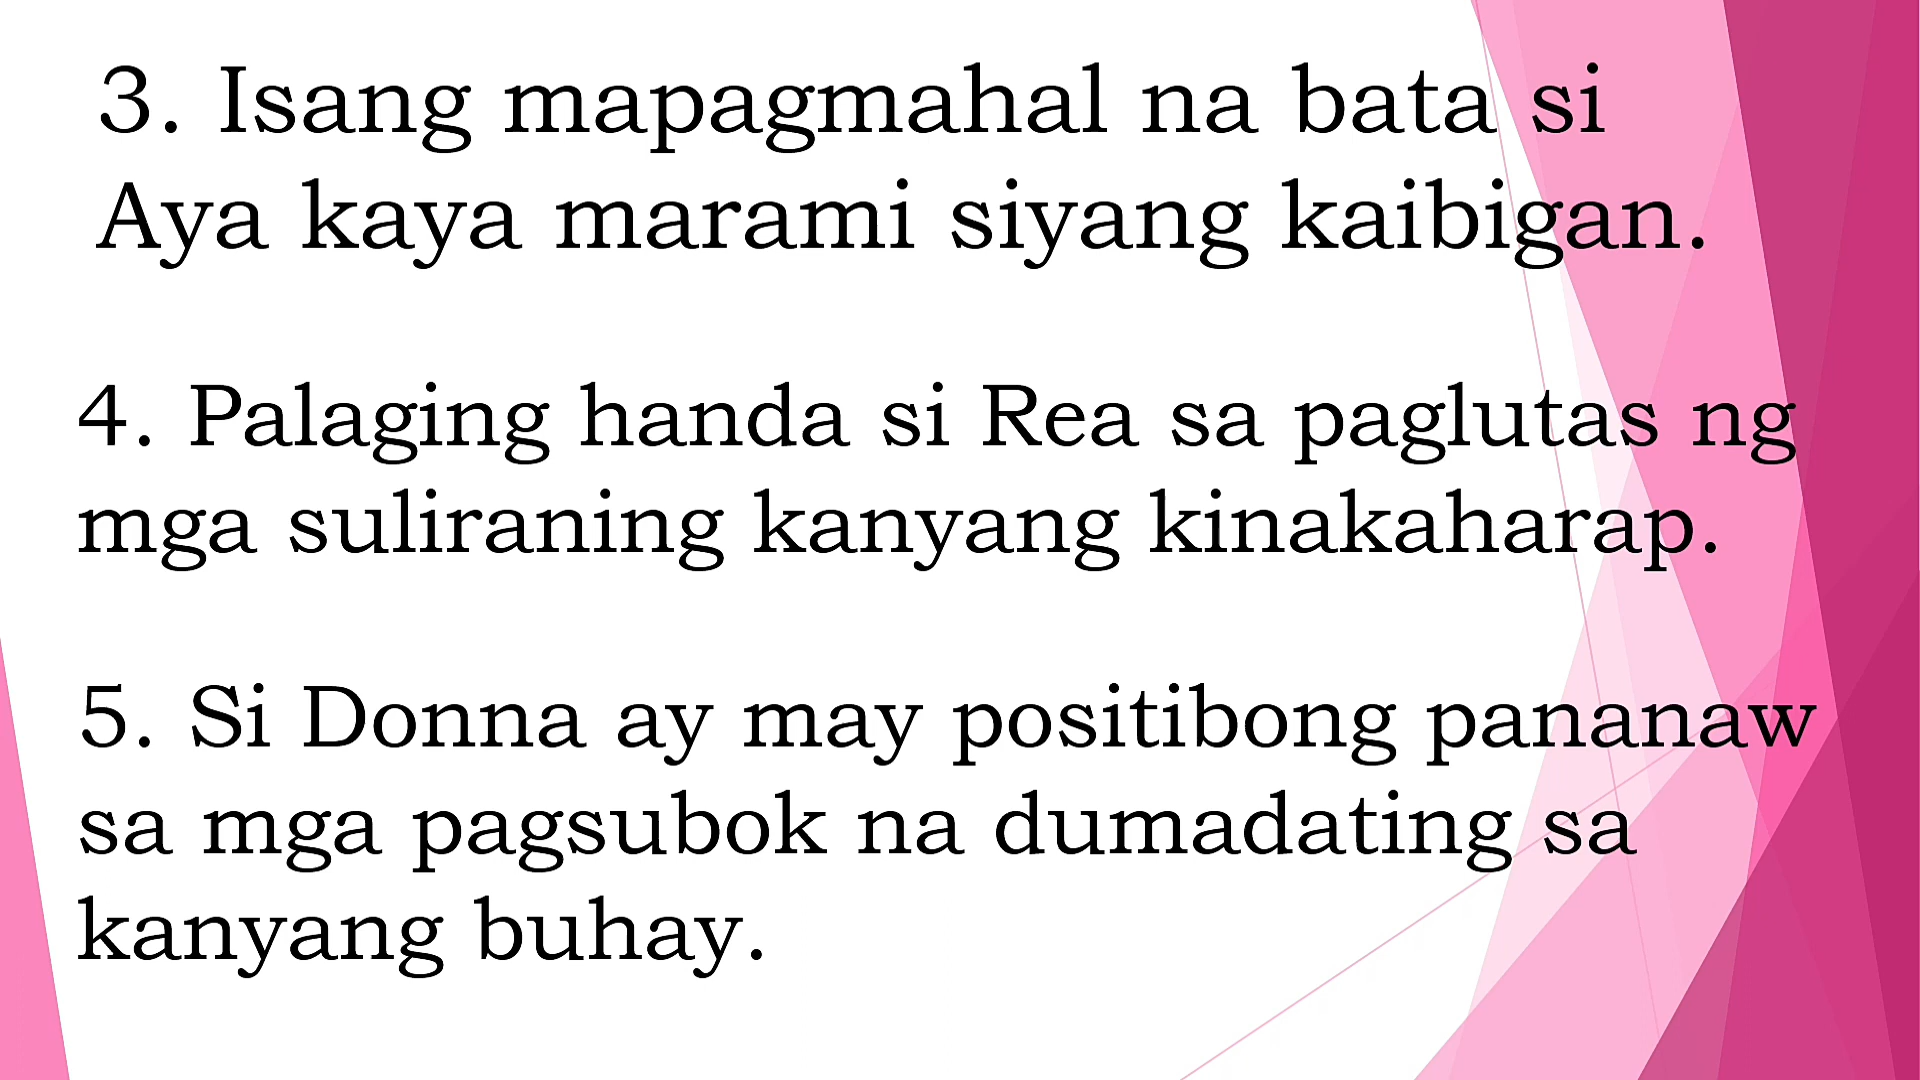 3. Isang mapagmahal na bata si
Aya kaya marami siyang kaibigan.
4. Palaging handa si Rea sa paglutas ng
mga suliraning kanyang kinakaharap.
5. Si Donna ay may positibong pananaw
sa mga pagsubok na dumadating sa
kanyang buhay.